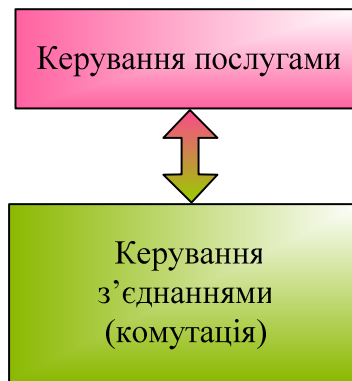 Керування послугами
Керування
з’єднаннями
(комутація)